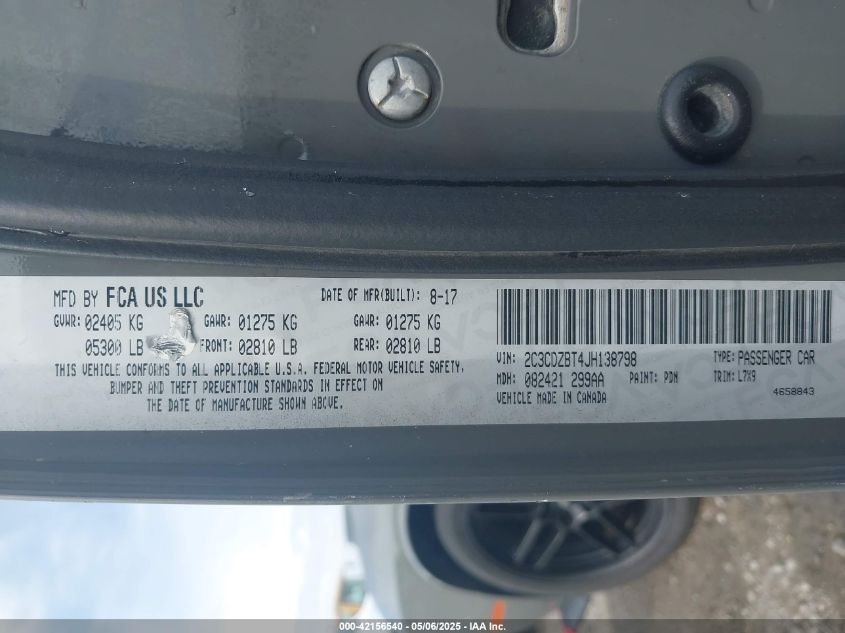 MFD BY FCA US LLC DATE OF MFR(BUILT): 8-17
GVWR: 02405 KG GAWR: 01275 KG GAWR: 01275 KG
05300 LB FRONT: 02810 LB REAR: 02810 LB
THIS VEHICLE CONFORMS TO ALL APPLICABLE U.S.A. FEDERAL MOTOR VEHICLE SAFETY,
BUMPER AND THEFT PREVENTION STANDARDS IN EFFECT ON
THE DATE OF MANUFACTURE SHOWN ABOVE.
VIN: 2C3CDZBT4JH138798 TYPE: PASSENGER CAR
MDH: 082421 299AA PAINT: PDN TRIM: L7X9
VEHICLE MADE IN CANADA 4658843
000-42156540 - 05/06/2025 - IAA Inc.